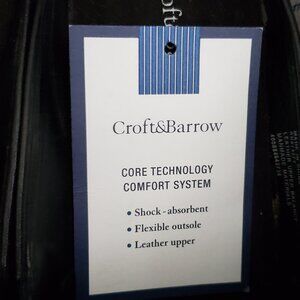 Croft&Barrow
CORE TECHNOLOGY
COMFORT SYSTEM
• Shock-absorbent
• Flexible outsole
• Leather upper